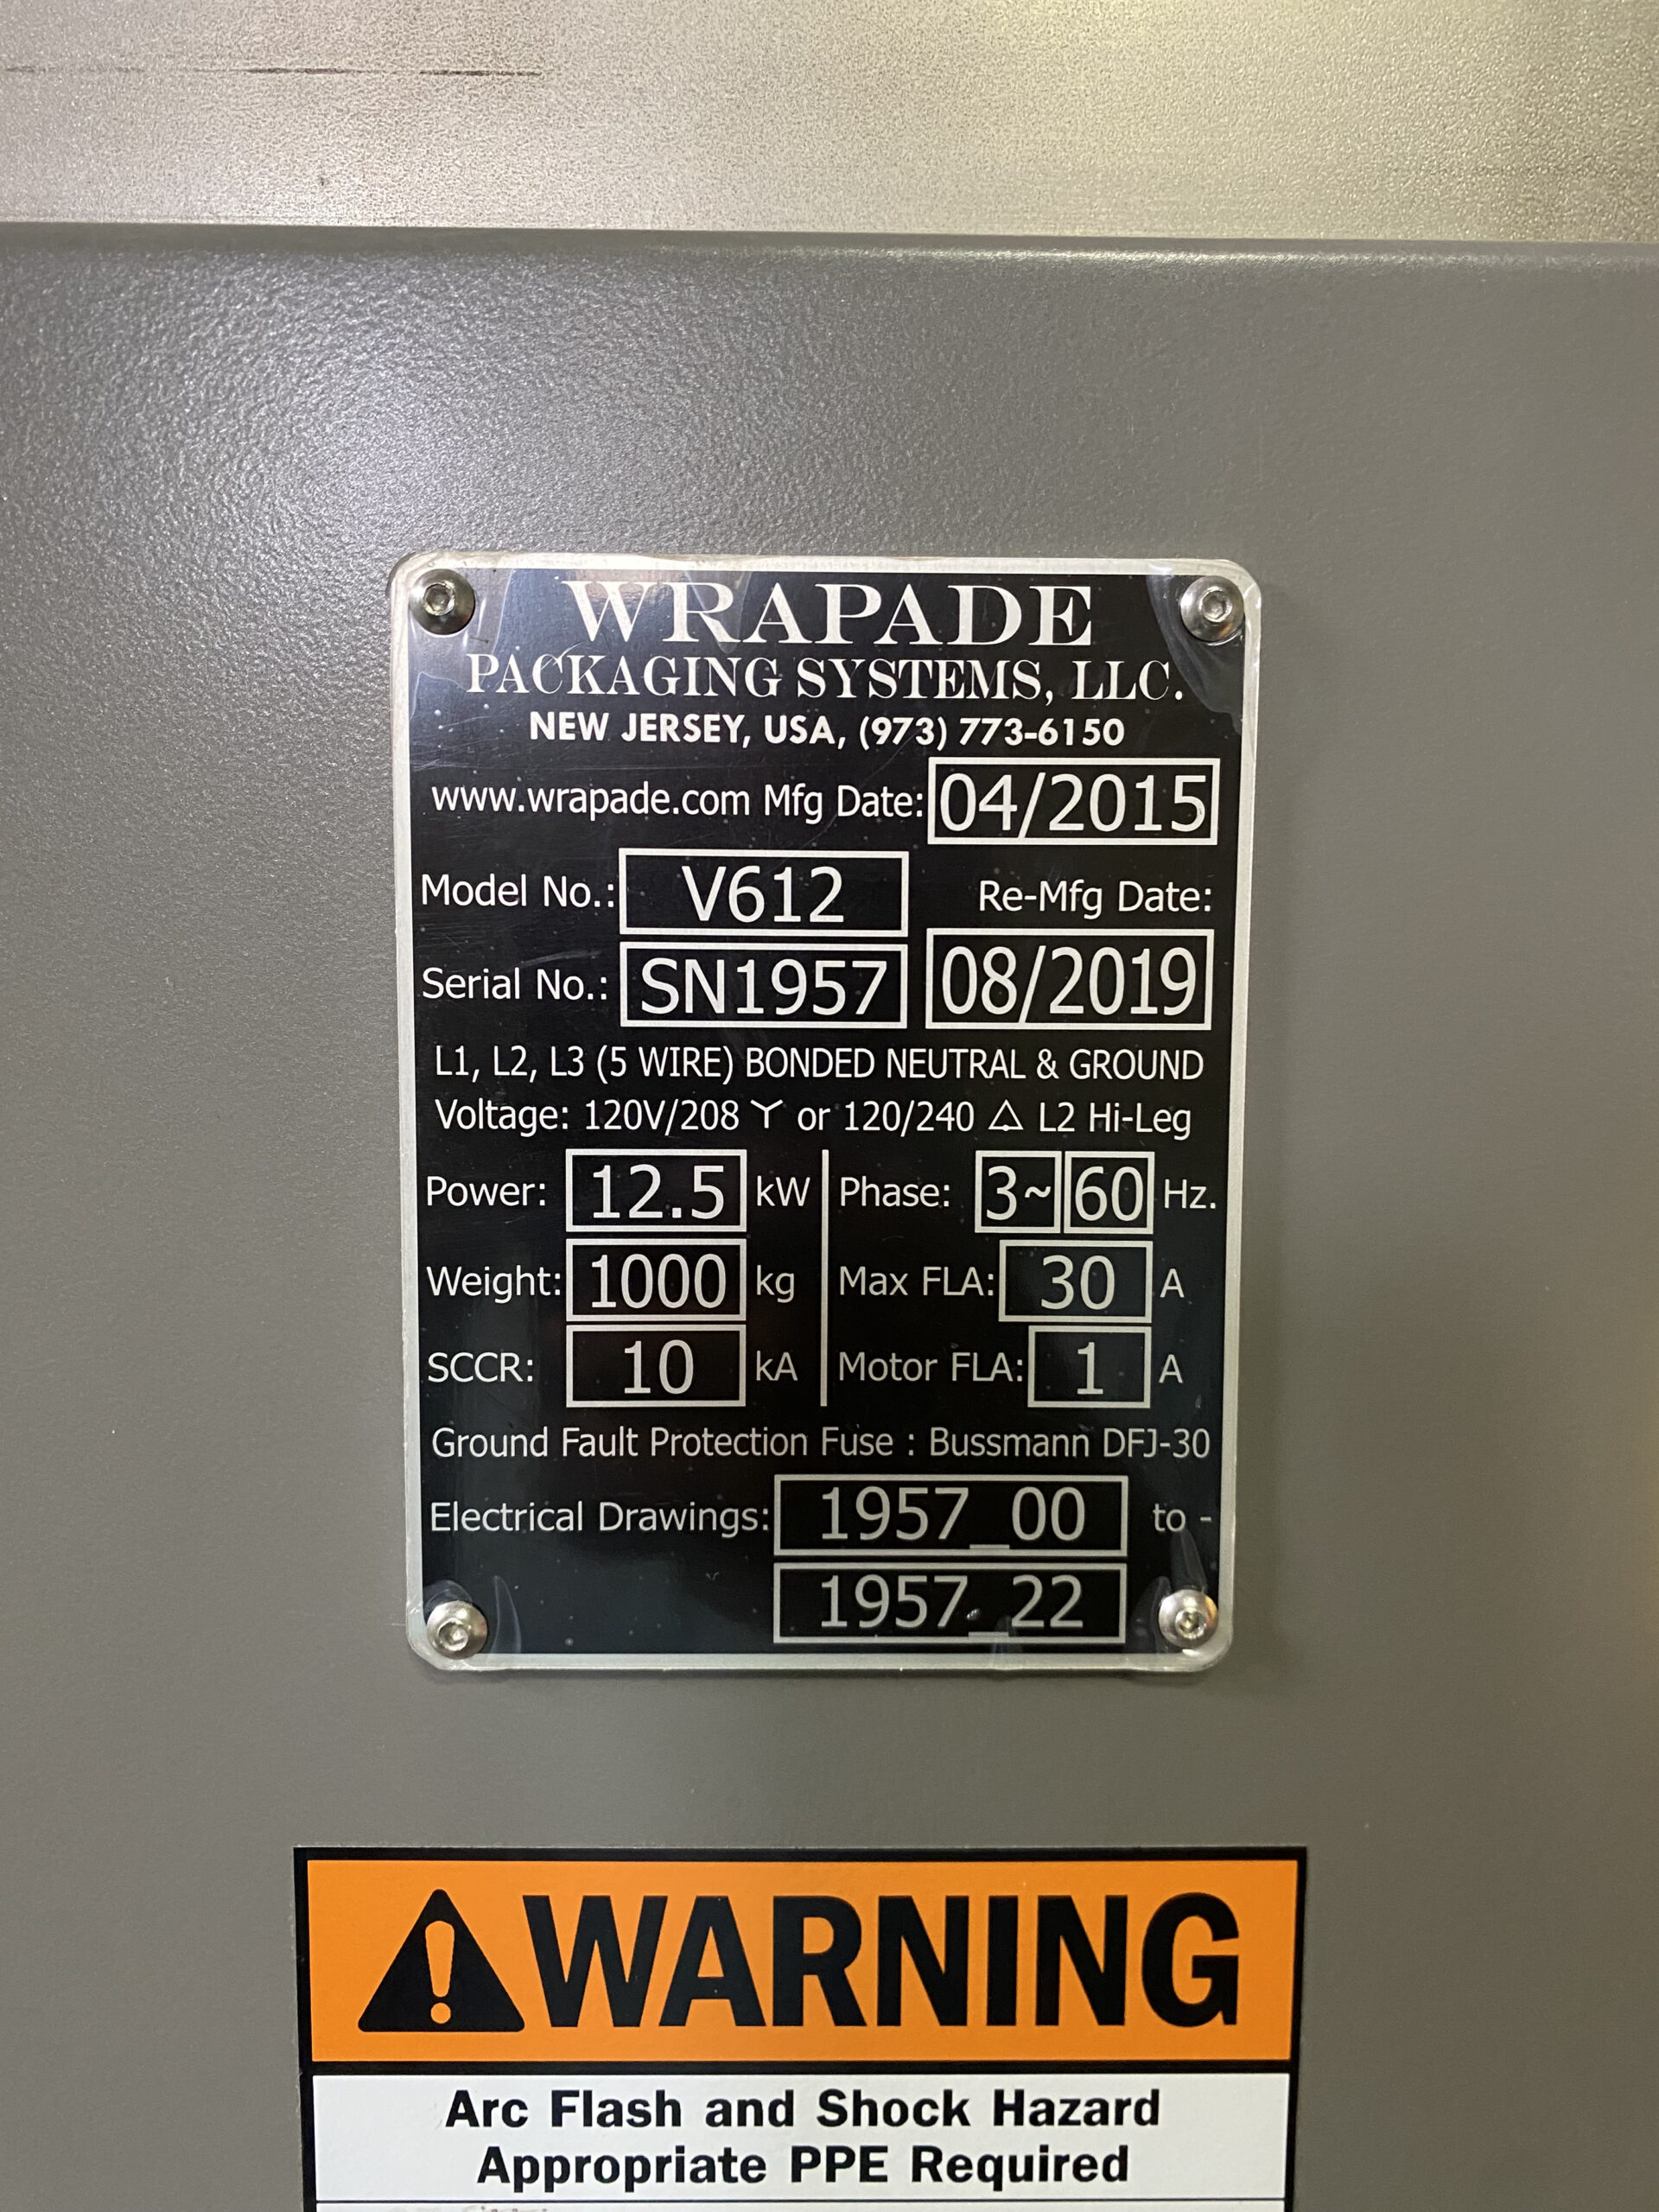 WRAPADE
PACKAGING SYSTEMS, LLC.
NEW JERSEY, USA, (973) 773-6150
www.wrapade.com Mfg Date: 04/2015
Model No.: V612 Re-Mfg Date:
Serial No.: SN1957 08/2019
L1, L2, L3 (5 WIRE) BONDED NEUTRAL & GROUND
Voltage: 120V/208 Y or 120/240 △ L2 Hi-Leg
Power: 12.5 kW Phase: 3~ 60 Hz.
Weight: 1000 kg Max FLA: 30 A
SCCR: 10 kA Motor FLA: 1 A
Ground Fault Protection Fuse : Bussmann DFJ-30
Electrical Drawings: 1957_00 to -
1957_22
WARNING
Arc Flash and Shock Hazard
Appropriate PPE Required